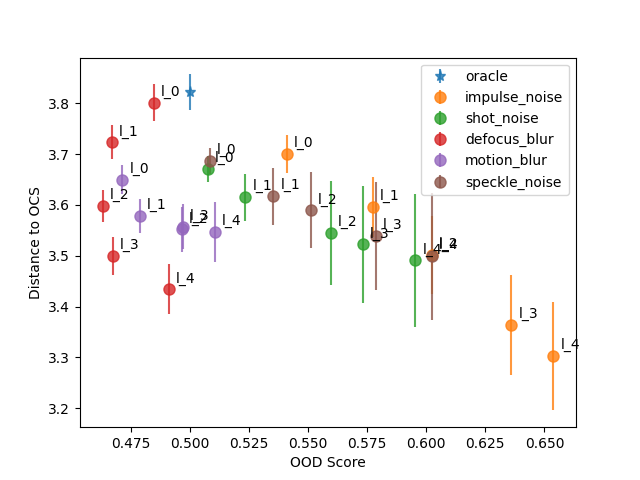 oracle
impulse_noise
shot_noise
defocus_blur
motion_blur
speckle_noise
l_0
l_0
l_0
l_0
l_0
l_1
l_1
l_1
l_1
l_1
l_2
l_2
l_2
l_2
l_2
l_3
l_3
l_3
l_3
l_3
l_4
l_4
l_4
l_4
l_4
3.8
3.7
3.6
3.5
3.4
3.3
3.2
Distance to OCS
0.475
0.500
0.525
0.550
0.575
0.600
0.625
0.650
OOD Score